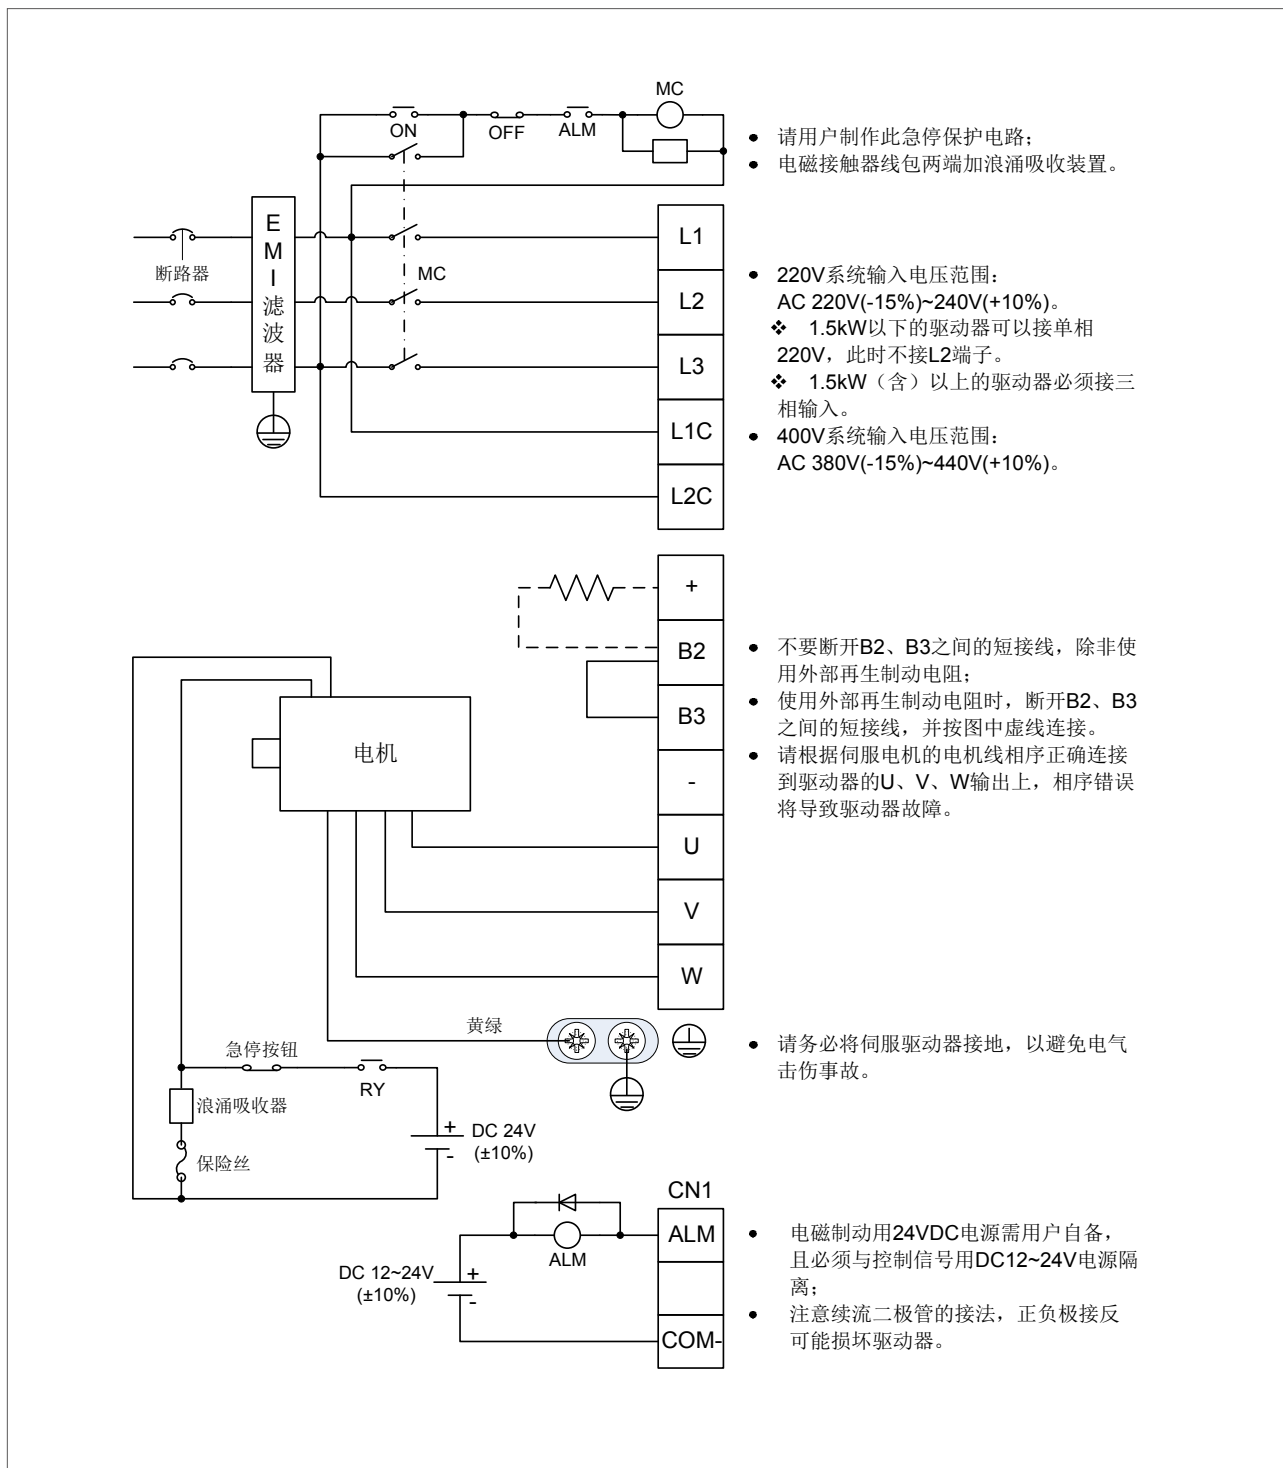 MC
ON
OFF
ALM
请用户制作此急停保护电路；
电磁接触器线包两端加浪涌吸收装置。
E
M
I
滤
波
器
断路器
MC
L1
L2
L3
L1C
L2C
220V系统输入电压范围：
AC 220V(-15%)~240V(+10%)。
1.5kW以下的驱动器可以接单相
220V，此时不接L2端子。
1.5kW（含）以上的驱动器必须接三
相输入。
400V系统输入电压范围：
AC 380V(-15%)~440V(+10%)。
+
B2
B3
-
U
V
W
电机
不要断开B2、B3之间的短接线，除非使
用外部再生制动电阻；
使用外部再生制动电阻时，断开B2、B3
之间的短接线，并按图中虚线连接。
请根据伺服电机的电机线相序正确连接
到驱动器的U、V、W输出上，相序错误
将导致驱动器故障。
黄绿
请务必将伺服驱动器接地，以避免电气
击伤事故。
急停按钮
RY
浪涌吸收器
保险丝
+
-
DC 24V
(±10%)
CN1
ALM
COM-
ALM
DC 12~24V
(±10%)
+
-
电磁制动用24VDC电源需用户自备，
且必须与控制信号用DC12~24V电源隔
离；
注意续流二极管的接法，正负极接反
可能损坏驱动器。